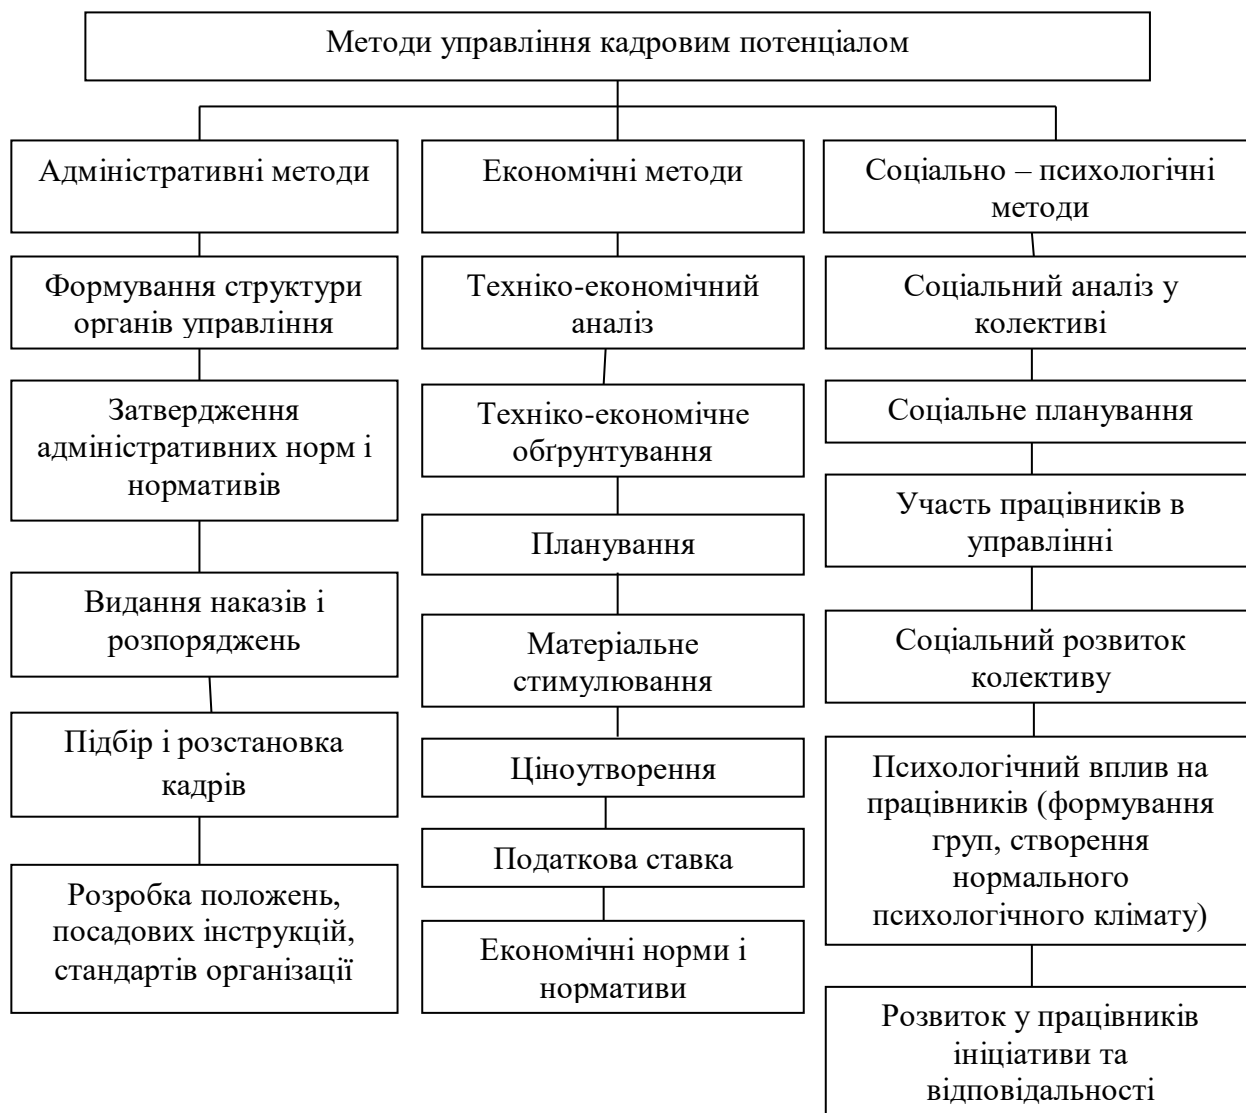 Методи управління кадровим потенціалом
Адміністративні методи
Формування структури
органів управління
Затвердження
адміністративних норм і
нормативів
Видання наказів і
розпоряджень
Підбір і розстановка
кадрів
Розробка положень,
посадових інструкцій,
стандартів організації
Економічні методи
Техніко-економічний
аналіз
Техніко-економічне
обґрунтування
Планування
Матеріальне
стимулювання
Ціноутворення
Податкова ставка
Економічні норми і
нормативи
Соціально – психологічні
методи
Соціальний аналіз у
колективі
Соціальне планування
Участь працівників в
управлінні
Соціальний розвиток
колективу
Психологічний вплив на
працівників (формування
груп, створення
нормального
психологічного клімату)
Розвиток у працівників
ініціативи та
відповідальності